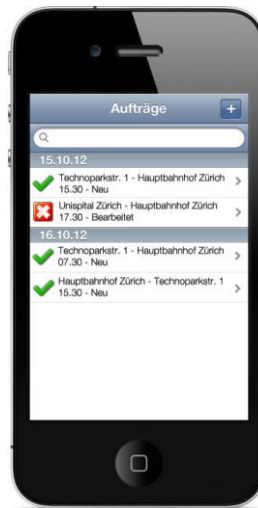 Aufträge
+
15.10.12
Technoparkstr. 1 - Hauptbahnhof Zürich
15.30 - Neu
Unispital Zürich - Hauptbahnhof Zürich
17.30 - Bearbeitet
16.10.12
Technoparkstr. 1 - Hauptbahnhof Zürich
07.30 - Neu
Hauptbahnhof Zürich - Technoparkstr. 1
15.30 - Neu